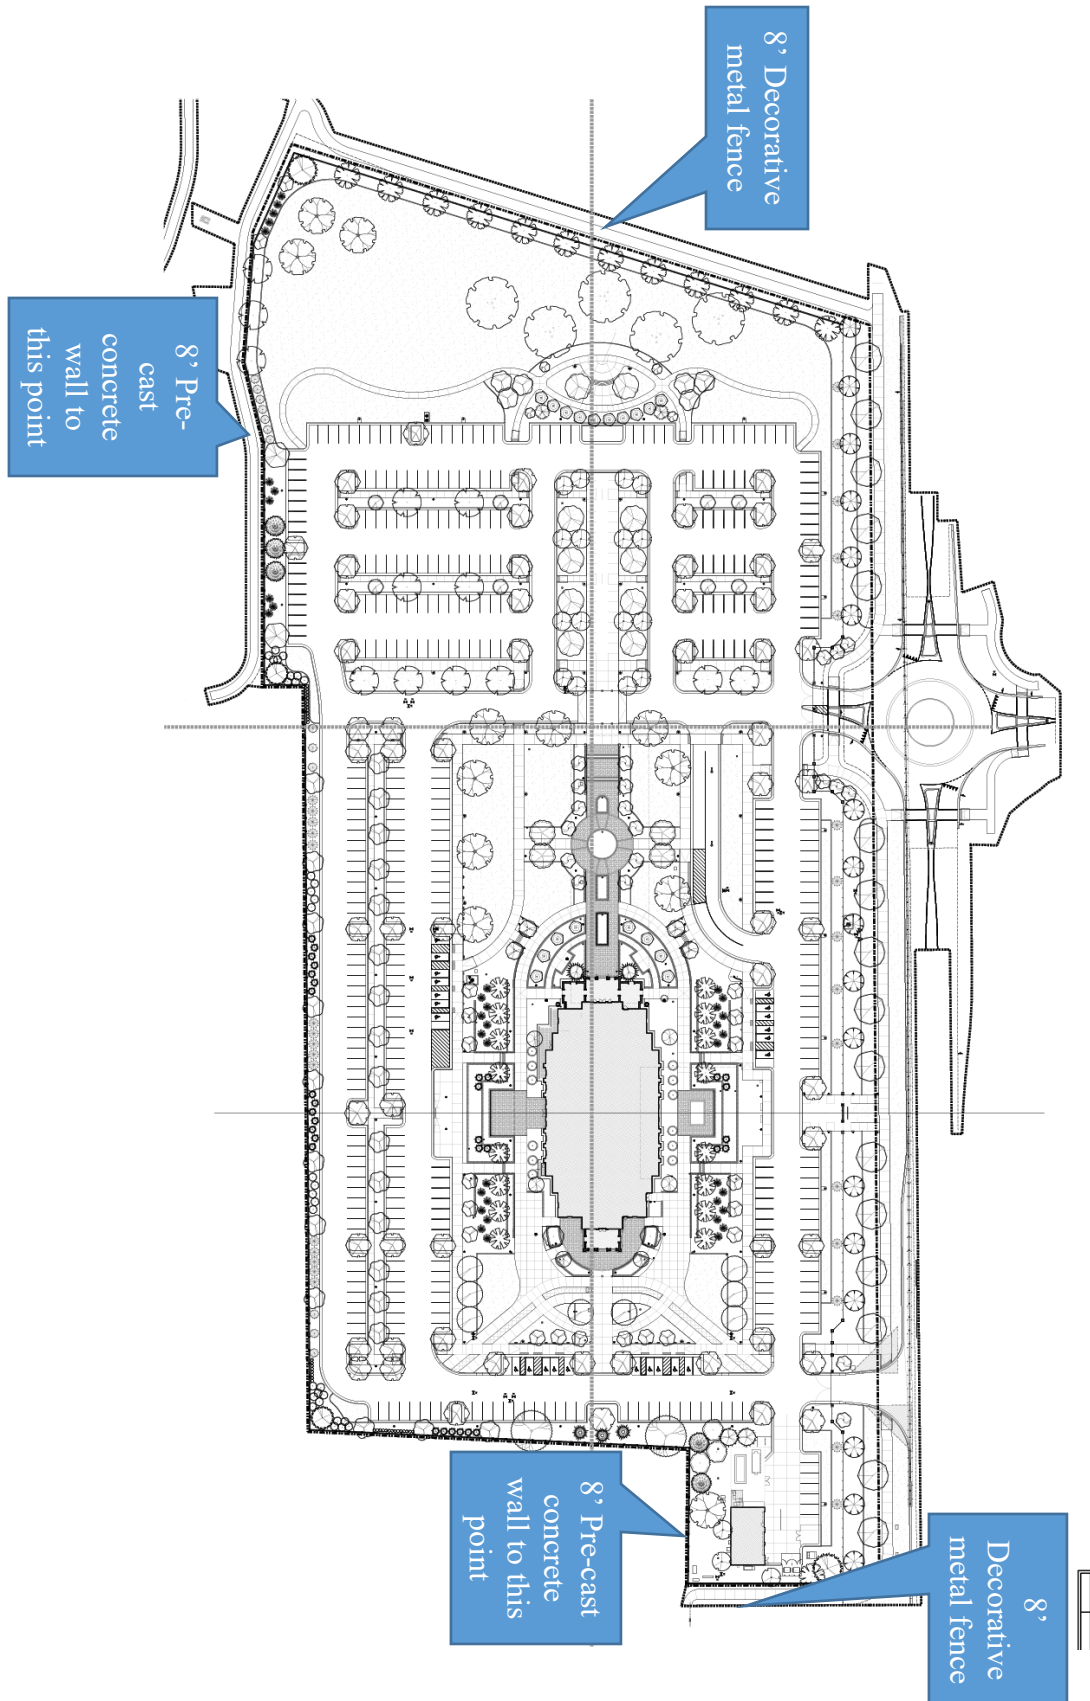 8’ Decorative
metal fence
8’ Pre-
cast
concrete
wall to
this point
8’ Pre-cast
concrete
wall to this
point
8’
Decorative
metal fence